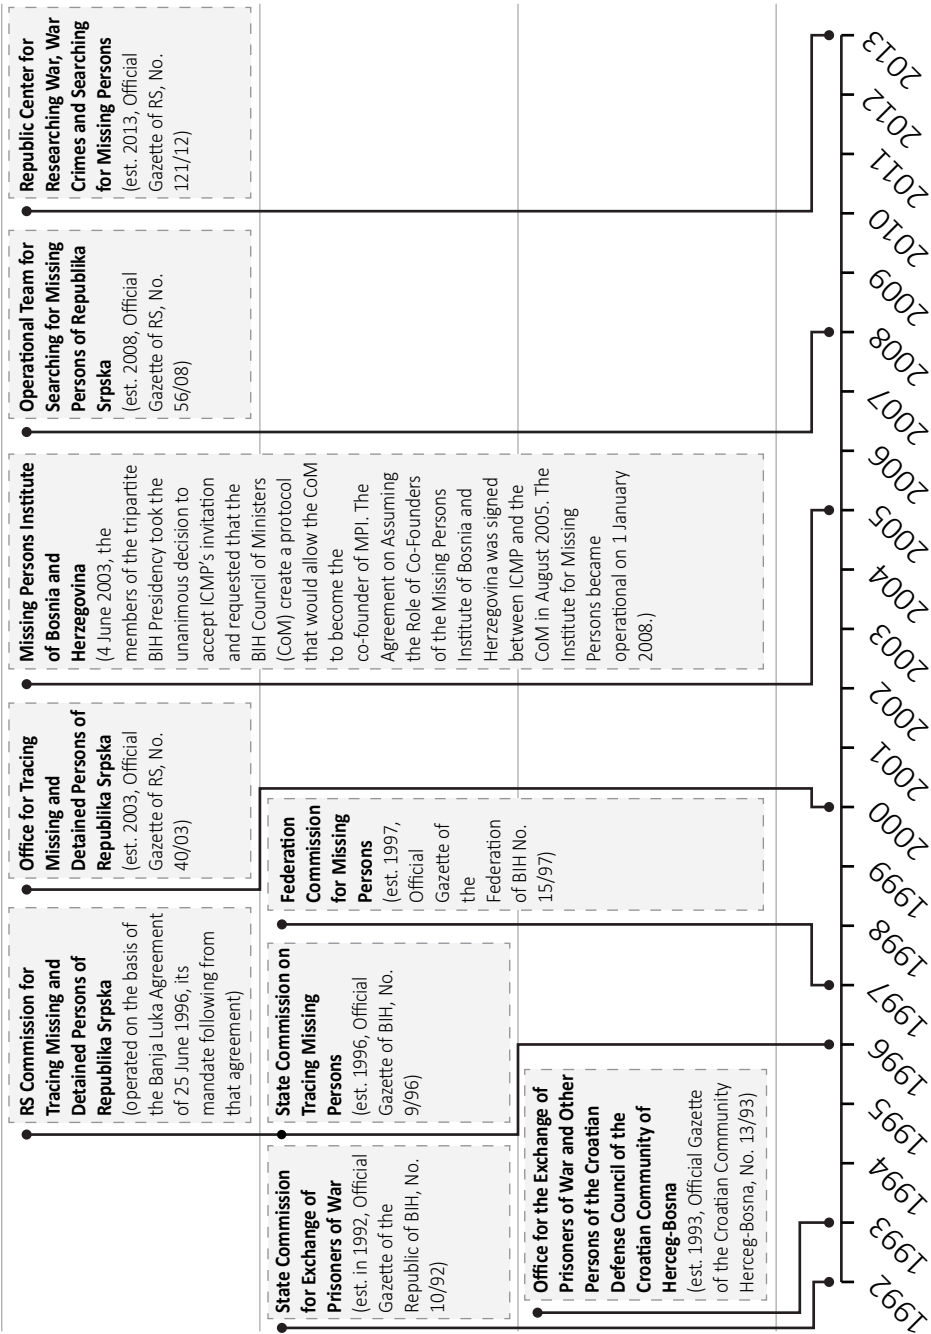 RS Commission for
Tracing Missing and
Detained Persons of
Republika Srpska
(operated on the basis of
the Banja Luka Agreement
of 25 June 1996, its
mandate following from
that agreement)
Office for Tracing
Missing and
Detained Persons of
Republika Srpska
(est. 2003, Official
Gazette of RS, No.
40/03)
Missing Persons Institute
of Bosnia and
Herzegovina
(4 June 2003, the
members of the tripartite
BIH Presidency took the
unanimous decision to
accept ICMP's invitation
and requested that the
BIH Council of Ministers
(CoM) create a protocol
that would allow the CoM
to become the
co-founder of MPI. The
Agreement on Assuming
the Role of Co-Founders
of the Missing Persons
Institute of Bosnia and
Herzegovina was signed
between ICMP and the
CoM in August 2005. The
Institute for Missing
Persons became
operational on 1 January
2008.)
Operational Team for
Searching for Missing
Persons of Republika
Srpska
(est. 2008, Official
Gazette of RS, No.
56/08)
Republic Center for
Researching War, War
Crimes and Searching
for Missing Persons
(est. 2013, Official
Gazette of RS, No.
121/12)
State Commission
for Exchange of
Prisoners of War
(est. in 1992, Official
Gazette of the
Republic of BIH, No.
10/92)
State Commission on
Tracing Missing
Persons
(est. 1996, Official
Gazette of BIH, No.
9/96)
Federation
Commission
for Missing
Persons
(est. 1997,
Official
Gazette of
the
Federation
of BIH No.
15/97)
Office for the Exchange of
Prisoners of War and Other
Persons of the Croatian
Defense Council of the
Croatian Community of
Herceg-Bosna
(est. 1993, Official Gazette
of the Croatian Community
Herceg-Bosna, No. 13/93)
1992
1993
1994
1995
1996
1997
1998
1999
2000
2001
2002
2003
2004
2005
2006
2007
2008
2009
2010
2011
2012
2013